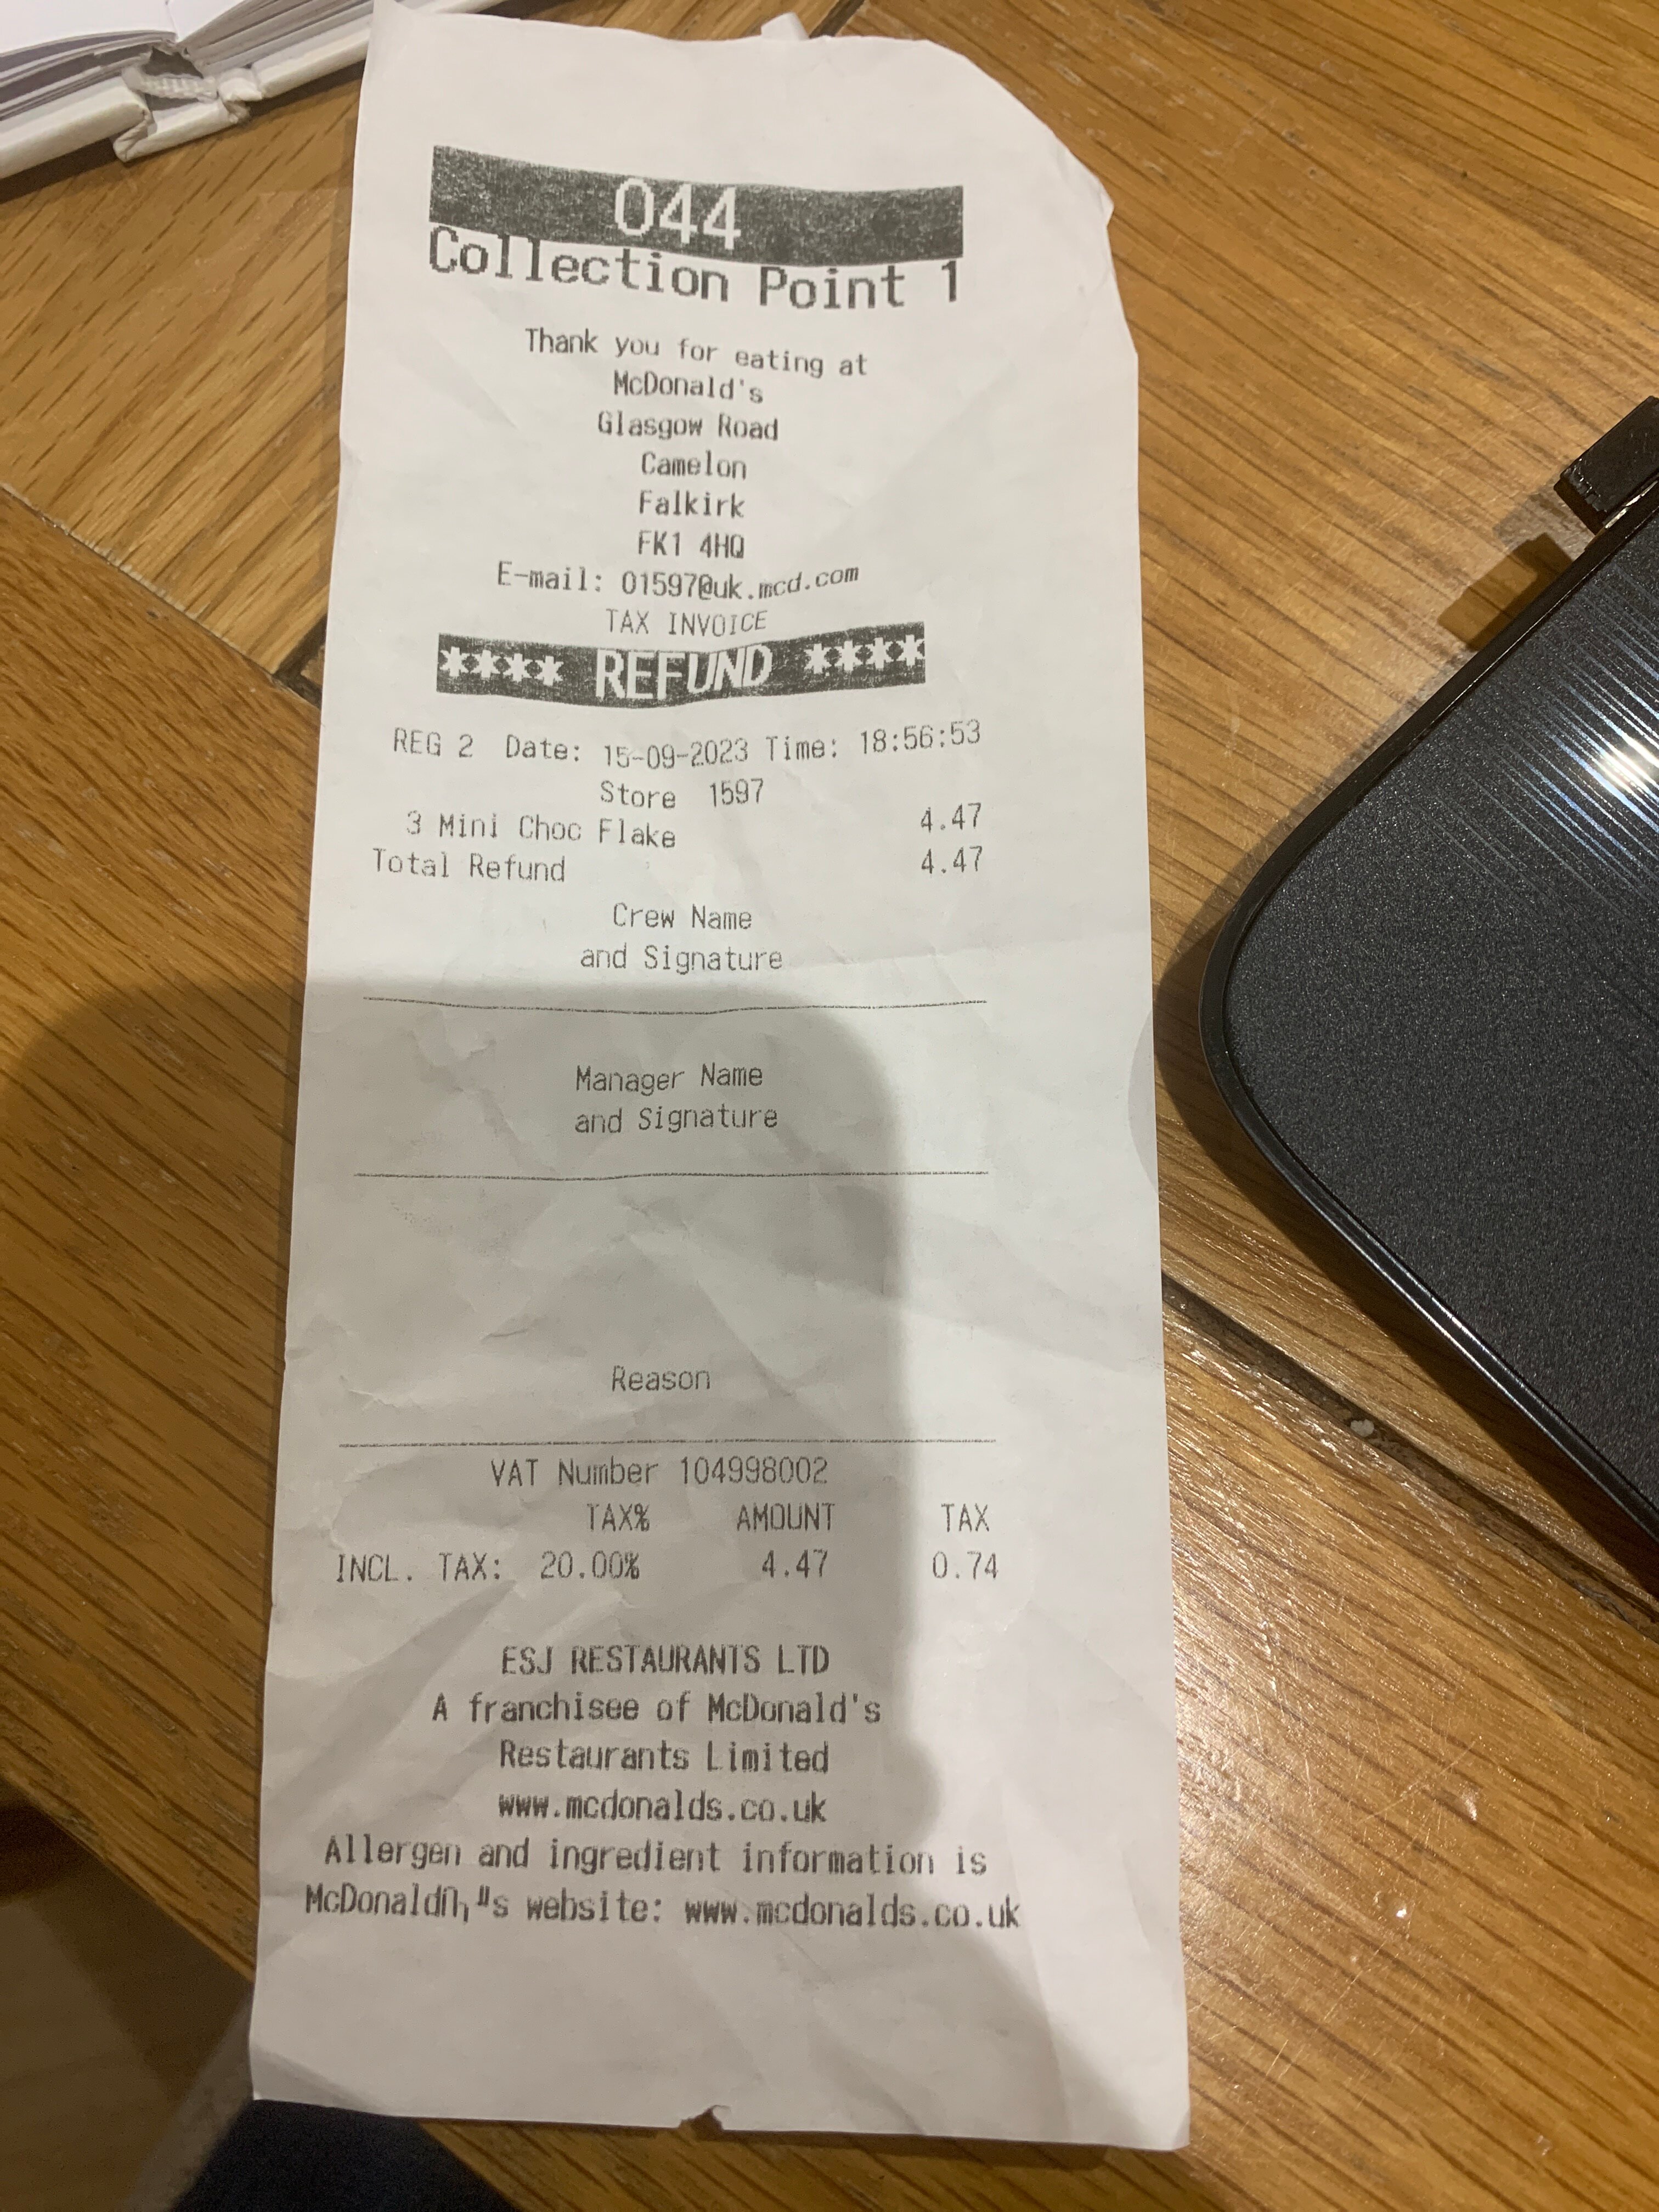 044
Collection Point 1
Thank you for eating at
McDonald's
Glasgow Road
Camelon
Falkirk
FK1 4HQ
E-mail: 01597@uk.mcd.com
TAX INVOICE
**** REFUND ****
REG 2 Date: 15-09-2023 Time: 18:56:53
Store 1597
3 Mini Choc Flake 4.47
Total Refund 4.47
Crew Name
and Signature
Manager Name
and Signature
Reason
VAT Number 104998002
TAX% AMOUNT TAX
INCL. TAX: 20.00% 4.47 0.74
ESJ RESTAURANTS LTD
A franchisee of McDonald's
Restaurants Limited
www.mcdonalds.co.uk
Allergen and ingredient information is
website: www.mcdonalds.co.uk